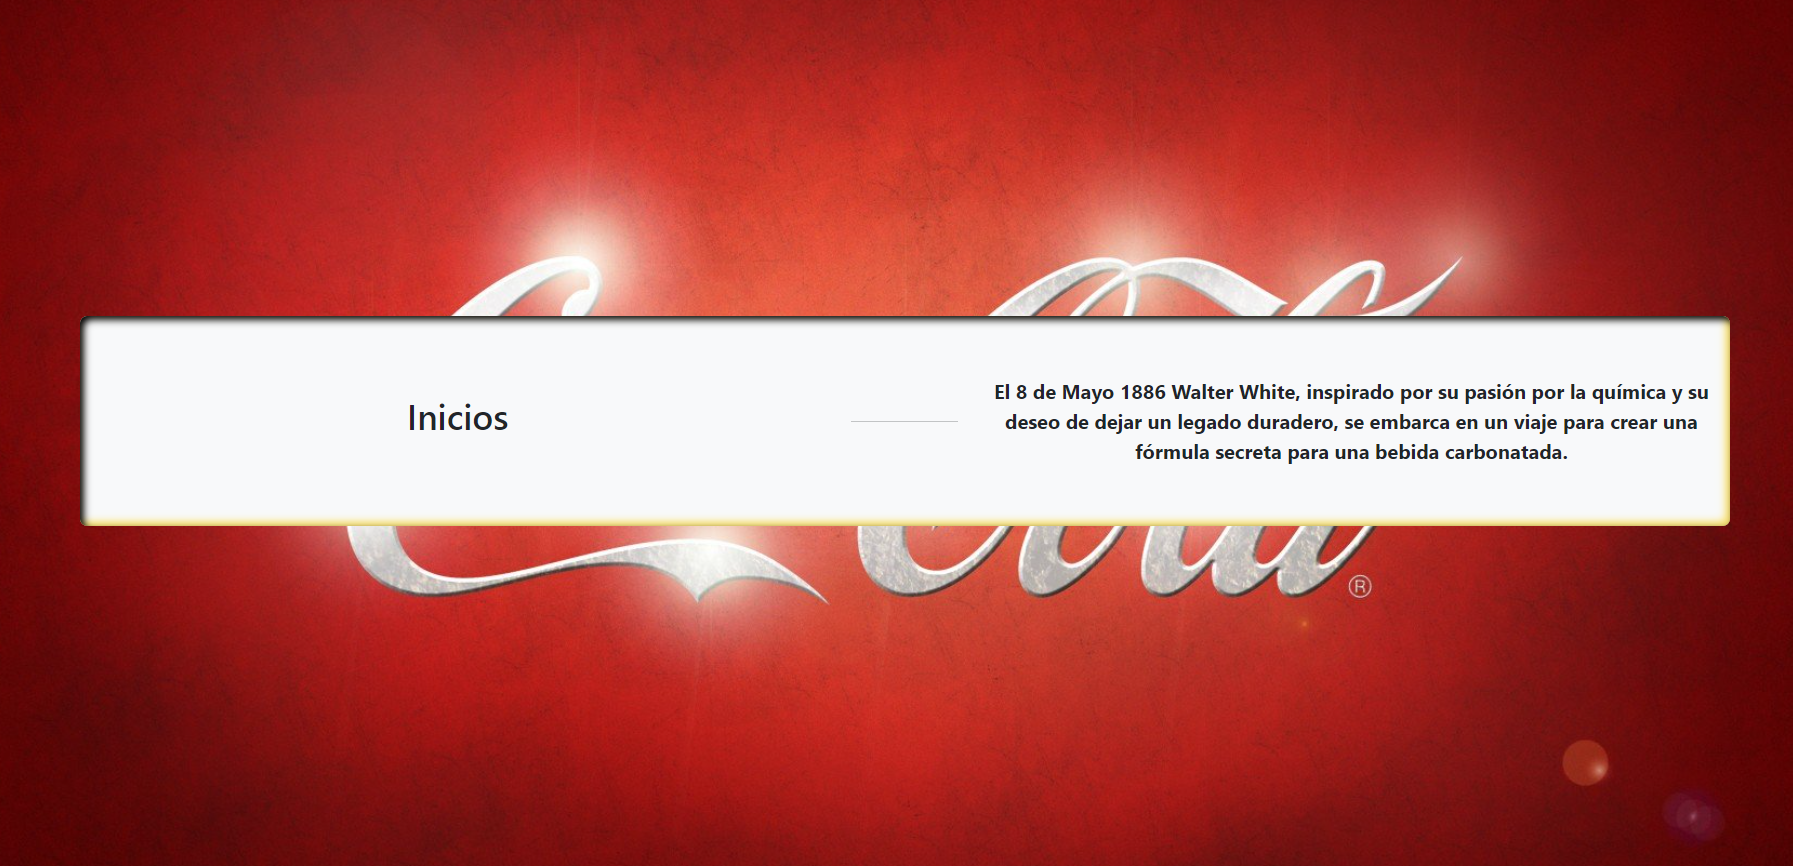 Inicios
El 8 de Mayo 1886 Walter White, inspirado por su pasión por la química y su
deseo de dejar un legado duradero, se embarca en un viaje para crear una
fórmula secreta para una bebida carbonatada.
®